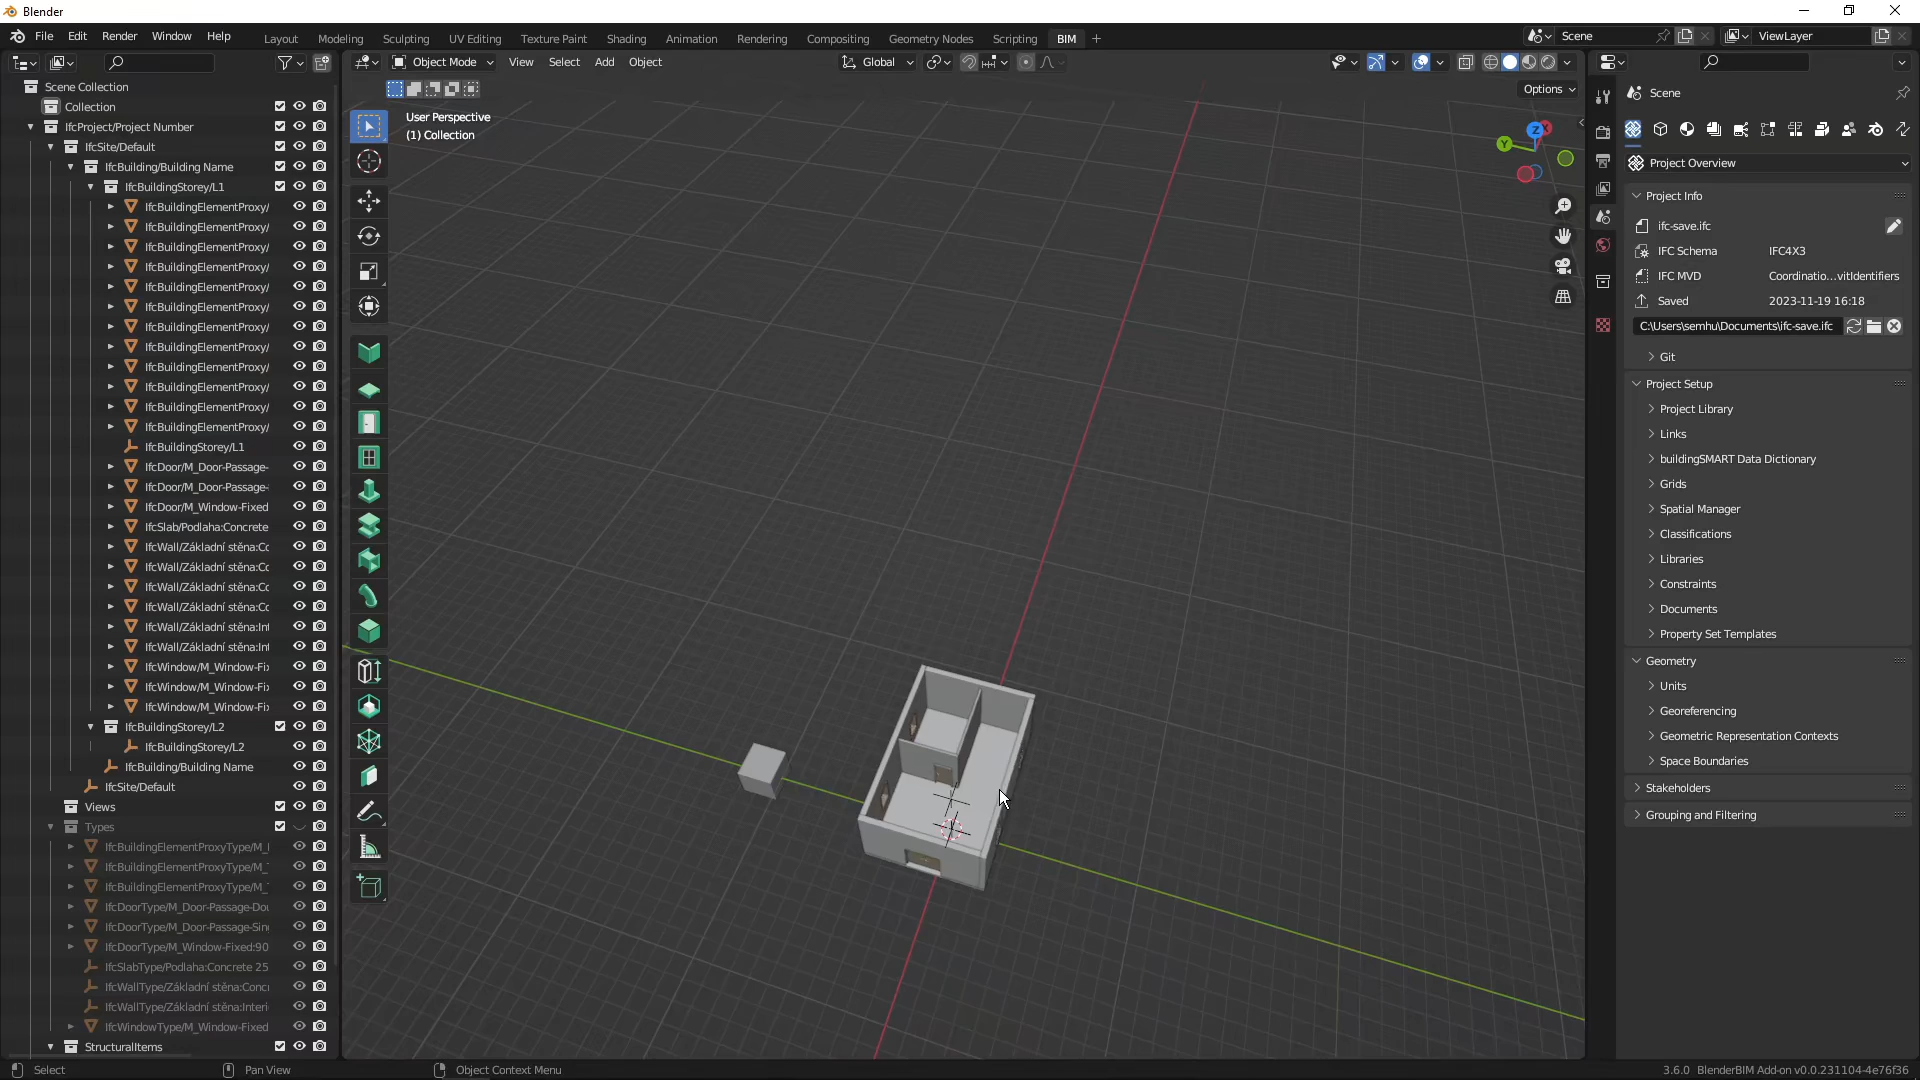 Blender
File Edit Render Window Help
Layout Modeling Sculpting UV Editing Texture Paint Shading Animation Rendering Compositing Geometry Nodes Scripting BIM
Scene
ViewLayer
Object Mode View Select Add Object
Global
Options
User Perspective
(1) Collection
Scene Collection
Collection
IfcProject/Project Number
IfcSite/Default
IfcBuilding/Building Name
IfcBuildingStorey/L1
IfcBuildingElementProxy/
IfcBuildingElementProxy/
IfcBuildingElementProxy/
IfcBuildingElementProxy/
IfcBuildingElementProxy/
IfcBuildingElementProxy/
IfcBuildingElementProxy/
IfcBuildingElementProxy/
IfcBuildingElementProxy/
IfcBuildingElementProxy/
IfcBuildingElementProxy/
IfcBuildingElementProxy/
IfcBuildingStorey/L1
IfcDoor/M_Door-Passage-
IfcDoor/M_Door-Passage-
IfcDoor/M_Window-Fixed
IfcSlab/Podlaha:Concrete
IfcWall/Základní stěna:Co
IfcWall/Základní stěna:Co
IfcWall/Základní stěna:Co
IfcWall/Základní stěna:Co
IfcWall/Základní stěna:Int
IfcWall/Základní stěna:Int
IfcWindow/M_Window-Fix
IfcWindow/M_Window-Fix
IfcWindow/M_Window-Fix
IfcBuildingStorey/L2
IfcBuildingStorey/L2
IfcBuilding/Building Name
IfcSite/Default
Views
Types
IfcBuildingElementProxyType/M_
IfcBuildingElementProxyType/M_
IfcBuildingElementProxyType/M_
IfcDoorType/M_Door-Passage-Dou
IfcDoorType/M_Door-Passage-Sin
IfcDoorType/M_Window-Fixed:90
IfcSlabType/Podlaha:Concrete 25
IfcWallType/Základní stěna:Conc
IfcWallType/Základní stěna:Interi
IfcWindowType/M_Window-Fixed
StructuralItems
X
Y
Z
Scene
Project Overview
Project Info
ifc-save.ifc
IFC Schema IFC4X3
IFC MVD Coordinatio...vitIdentifiers
Saved 2023-11-19 16:18
C:\Users\semhu\Documents\ifc-save.ifc
Git
Project Setup
Project Library
Links
buildingSMART Data Dictionary
Grids
Spatial Manager
Classifications
Libraries
Constraints
Documents
Property Set Templates
Geometry
Units
Georeferencing
Geometric Representation Contexts
Space Boundaries
Stakeholders
Grouping and Filtering
Select
Pan View
Object Context Menu
3.6.0 BlenderBIM Add-on v0.0.231104-4e76f36